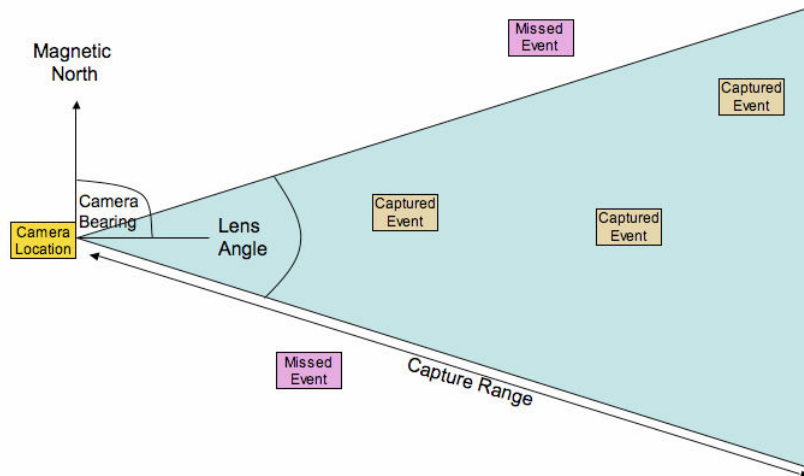 Missed
Event
Magnetic
North
Captured
Event
Camera
Bearing
Captured
Event
Captured
Event
Camera
Location
Lens
Angle
Missed
Event
Capture Range